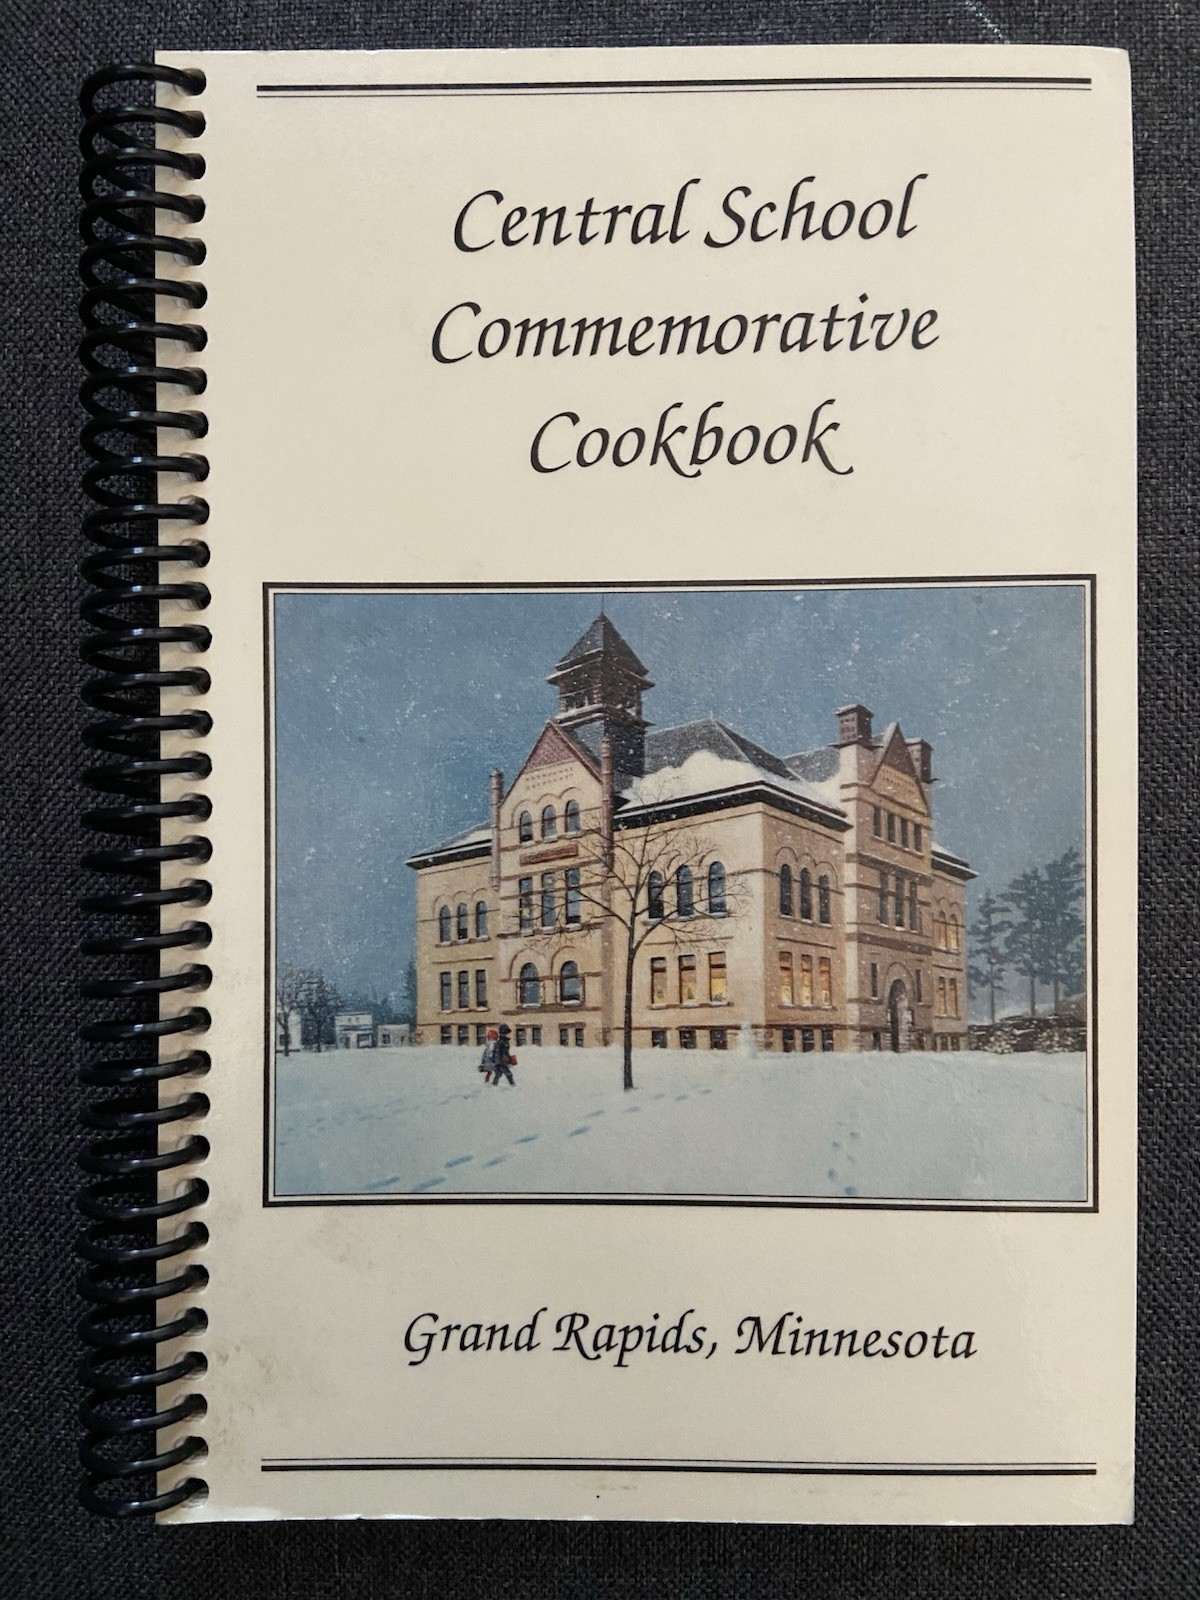 Central School
Commemorative
Cookbook
Grand Rapids, Minnesota